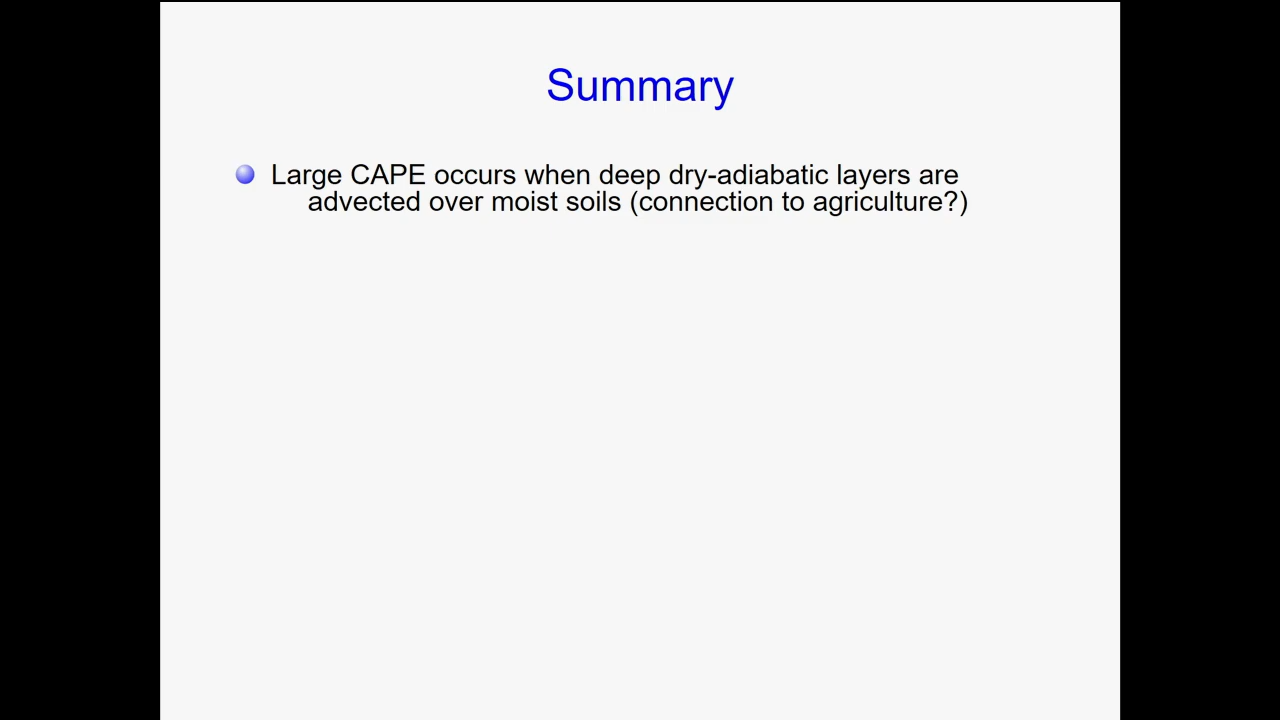 Summary
Large CAPE occurs when deep dry-adiabatic layers are
advected over moist soils (connection to agriculture?)